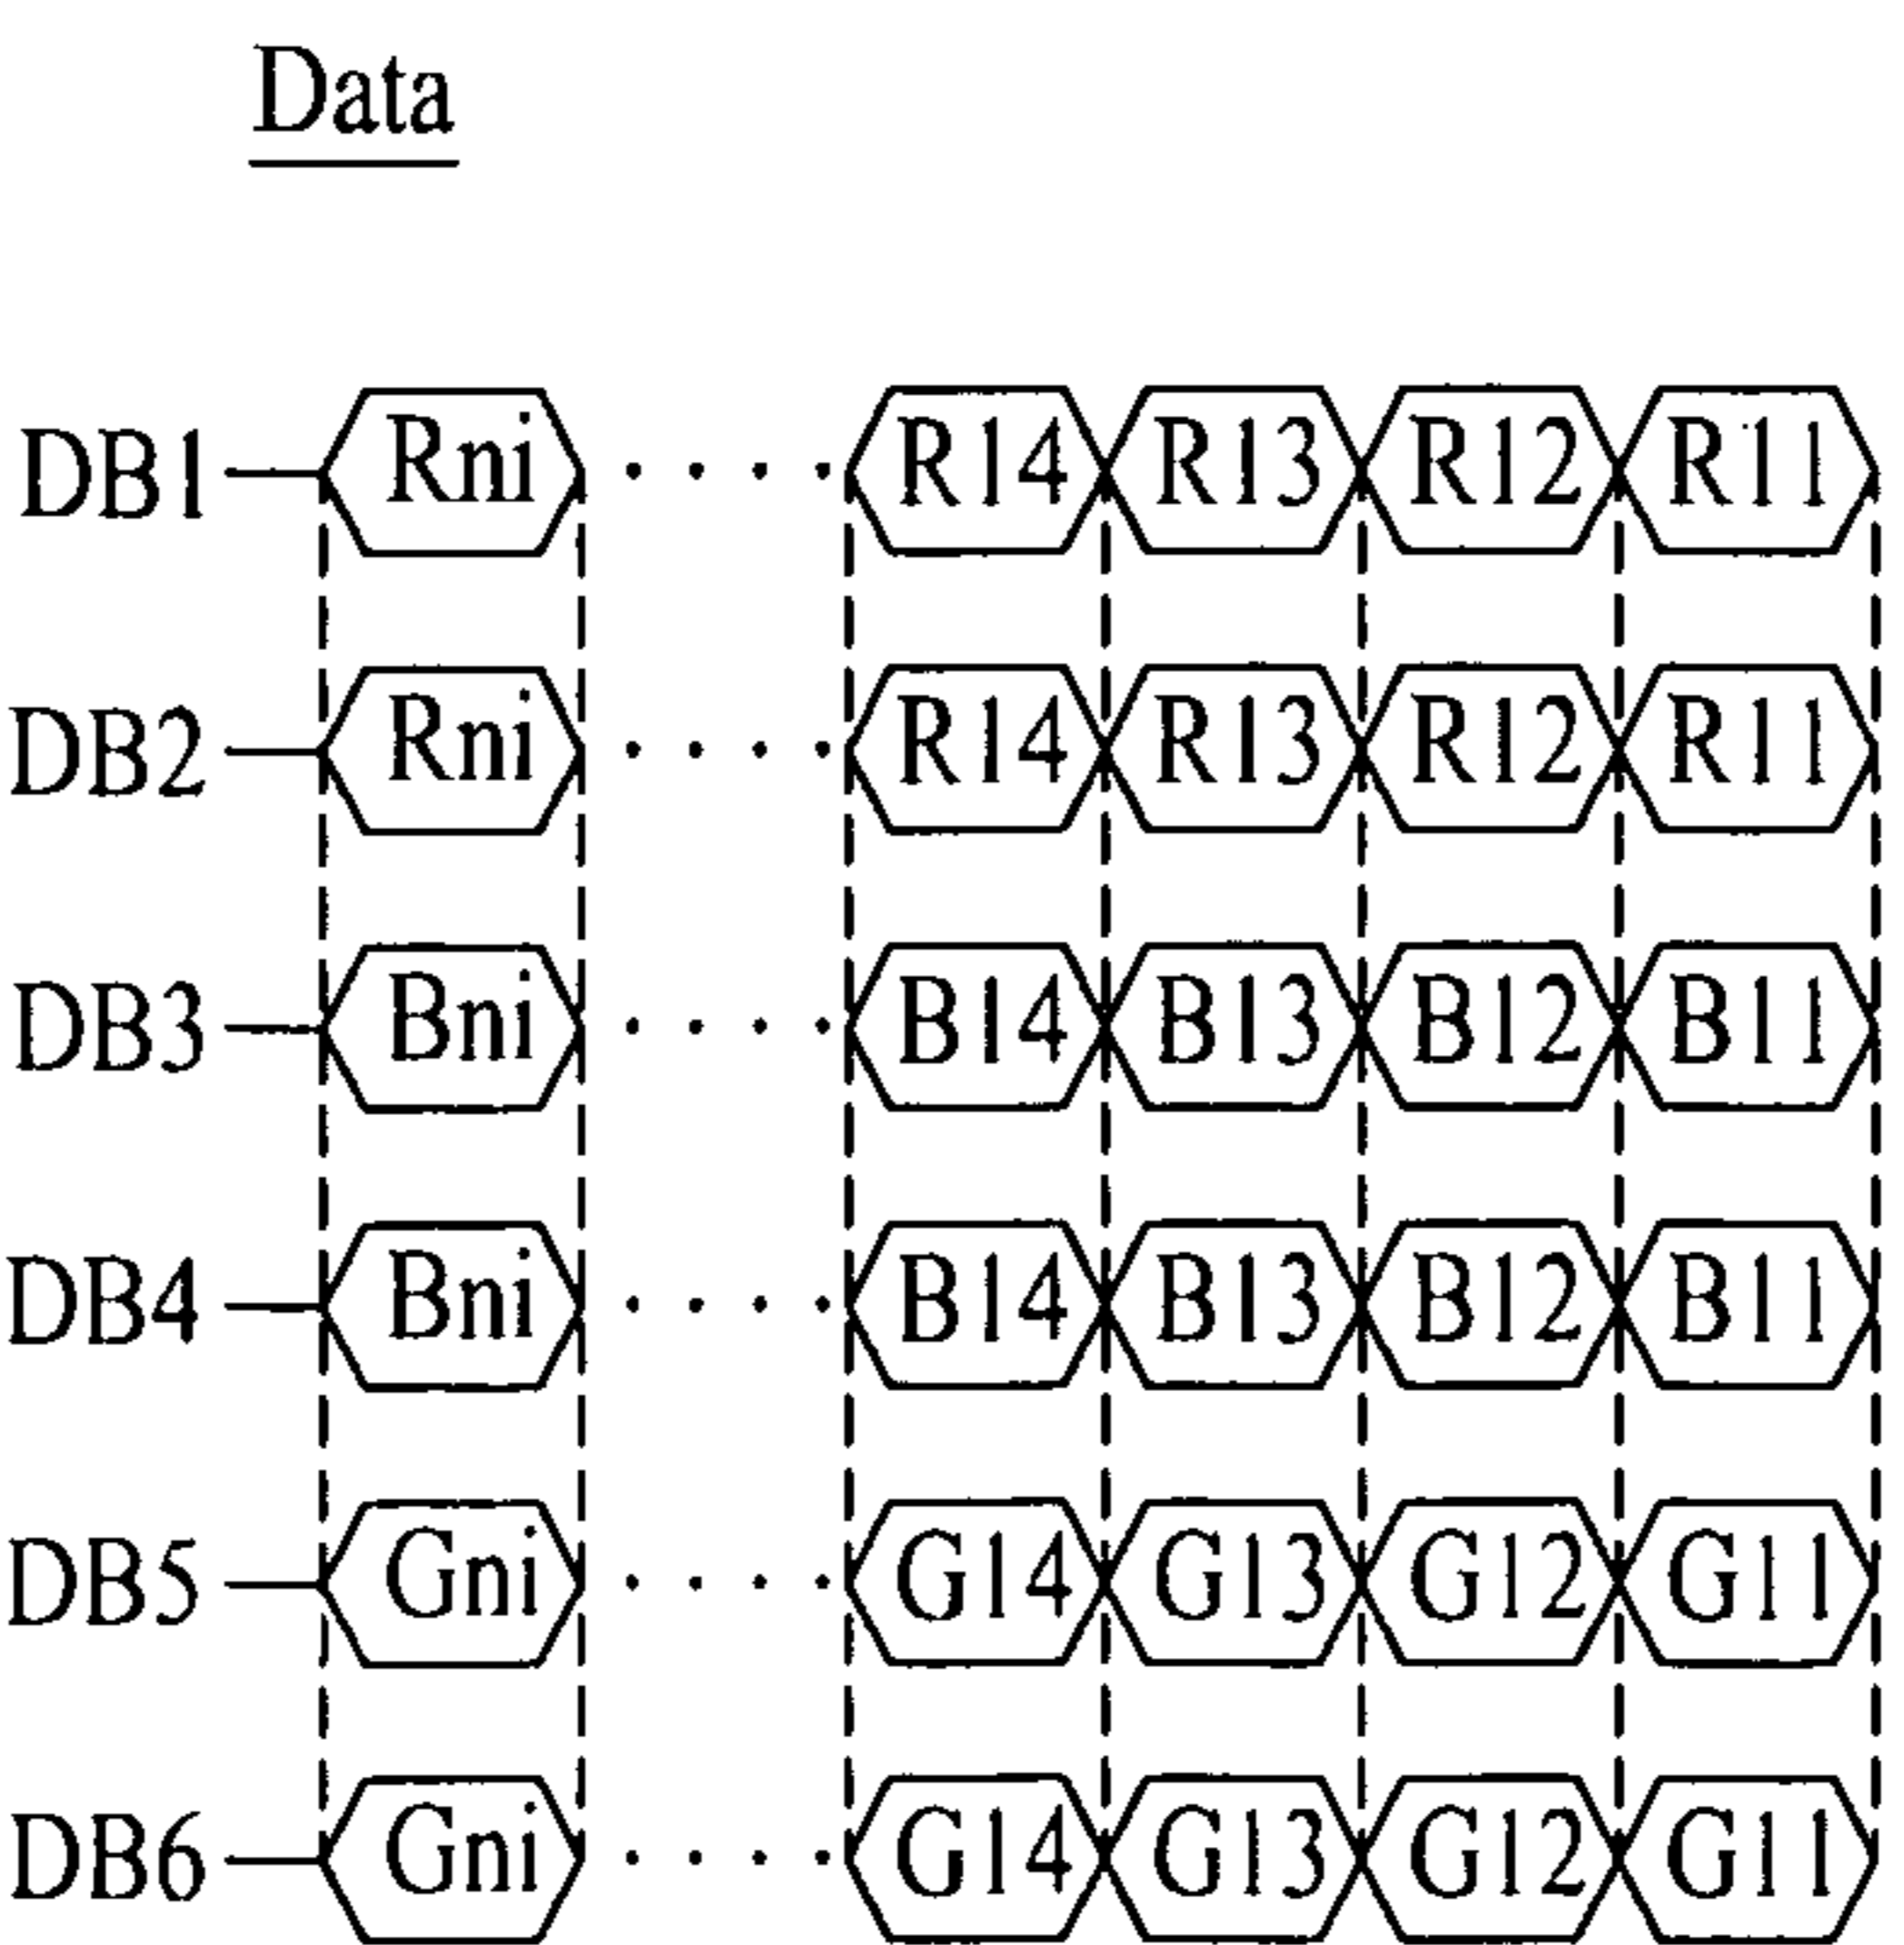 Data
DB1 Rni · · · · R14 R13 R12 R11
DB2 Rni · · · · R14 R13 R12 R11
DB3 Bni · · · · B14 B13 B12 B11
DB4 Bni · · · · B14 B13 B12 B11
DB5 Gni · · · · G14 G13 G12 G11
DB6 Gni · · · · G14 G13 G12 G11